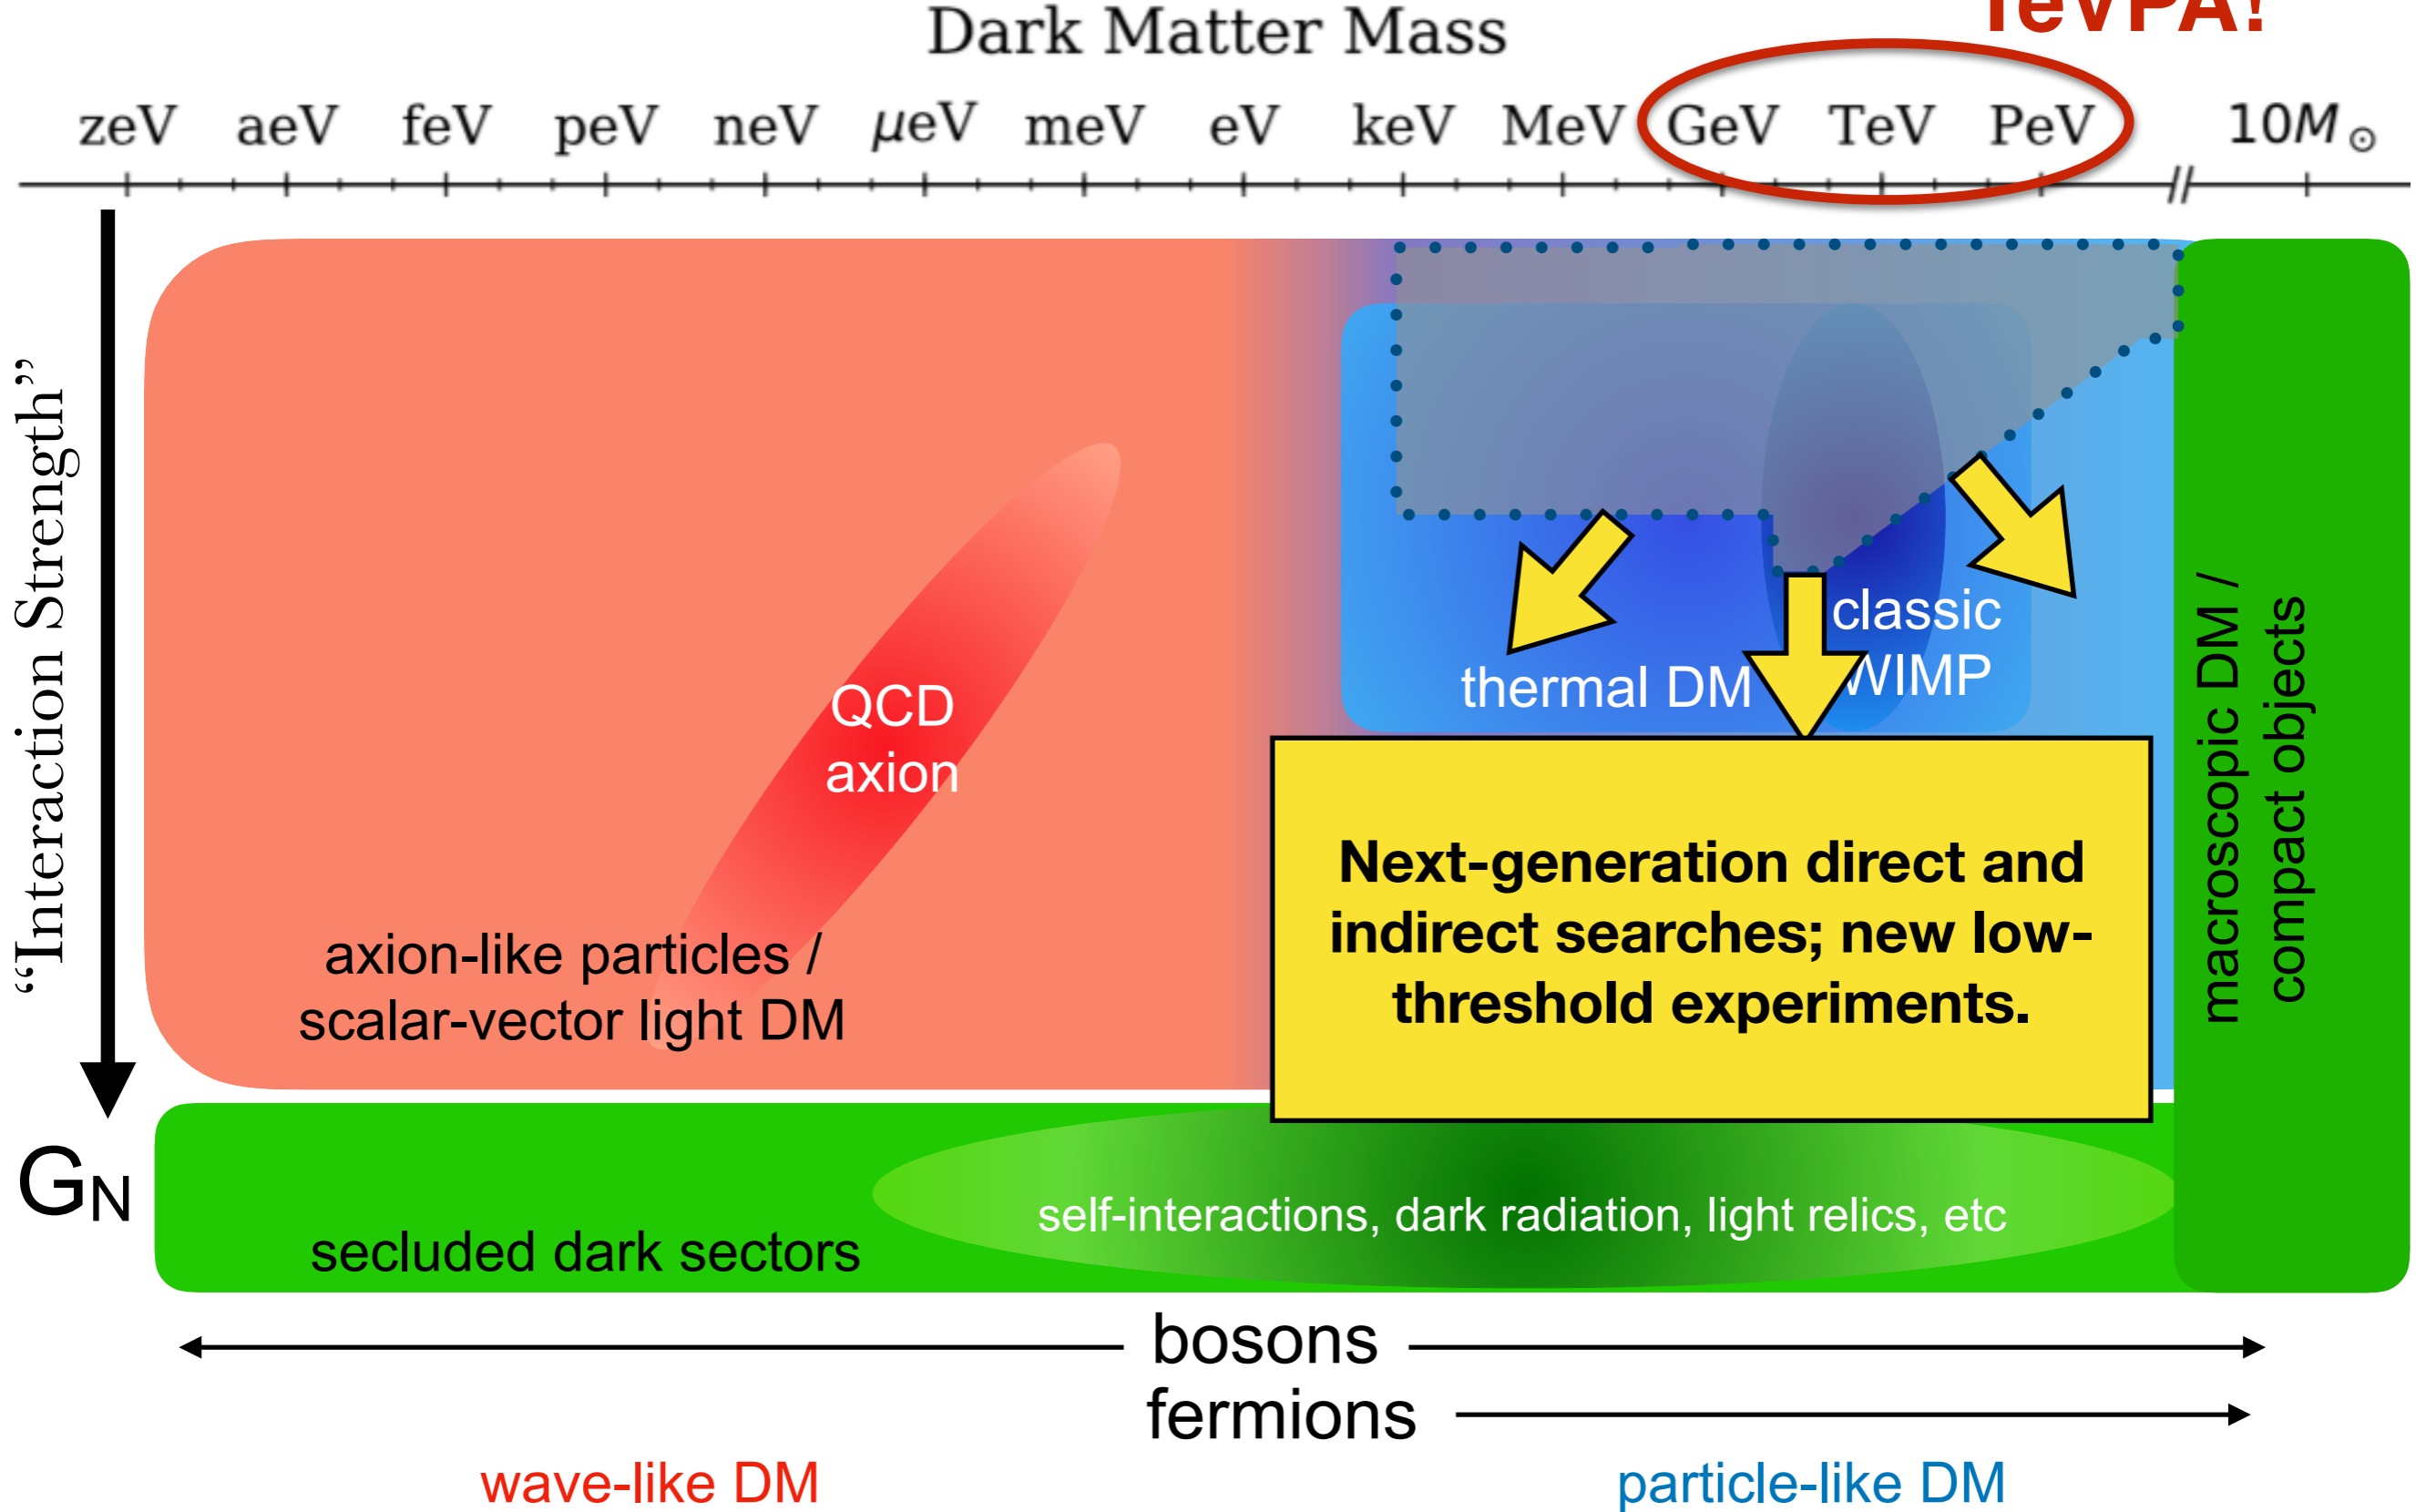 TeVPA!
Dark Matter Mass
zeV aeV feV peV neV μeV meV eV keV MeV GeV TeV PeV 10M☉
“Interaction Strength”
classic
WIMP
thermal DM
QCD
axion
macroscopic DM /
compact objects
Next-generation direct and
indirect searches; new low-
threshold experiments.
axion-like particles /
scalar-vector light DM
GN
self-interactions, dark radiation, light relics, etc
secluded dark sectors
bosons
fermions
wave-like DM
particle-like DM